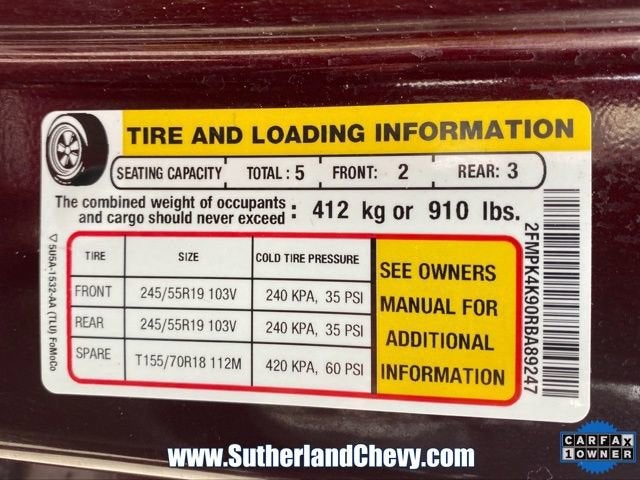 TIRE AND LOADING INFORMATION
SEATING CAPACITY TOTAL : 5 FRONT: 2 REAR: 3
The combined weight of occupants
and cargo should never exceed : 412 kg or 910 lbs.
TIRE SIZE COLD TIRE PRESSURE
FRONT 245/55R19 103V 240 KPA, 35 PSI
REAR 245/55R19 103V 240 KPA, 35 PSI
SPARE T155/70R18 112M 420 KPA, 60 PSI
SEE OWNERS
MANUAL FOR
ADDITIONAL
INFORMATION
5U5A-1532-AA (TLU) FoMoCo
2FMPK4K90RBA89247
www.SutherlandChevy.com
CARFAX
1 OWNER